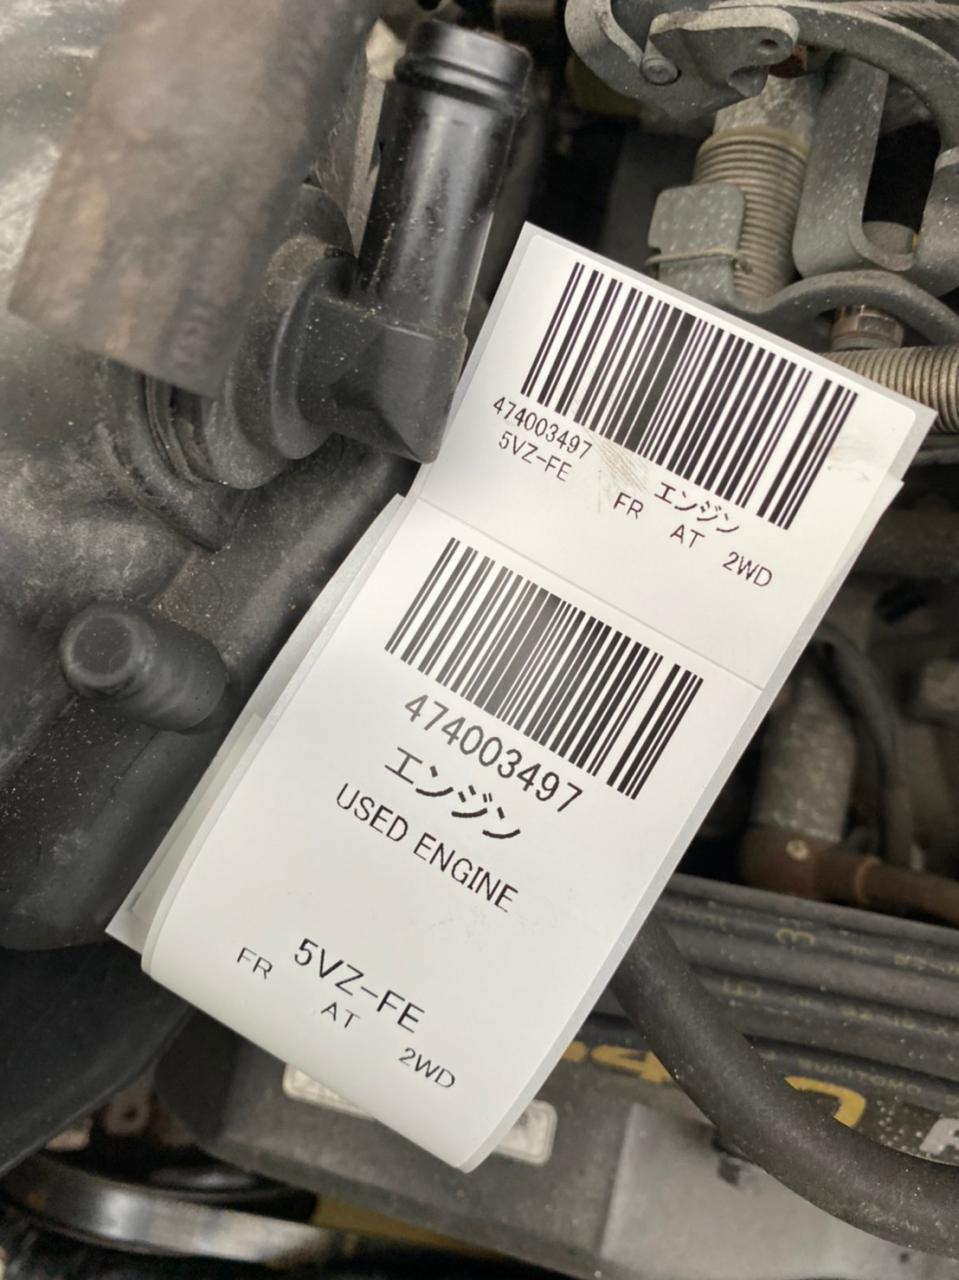 474003497 エンジン
5VZ-FE FR AT 2WD
474003497
エンジン
USED ENGINE
5VZ-FE
FR AT 2WD